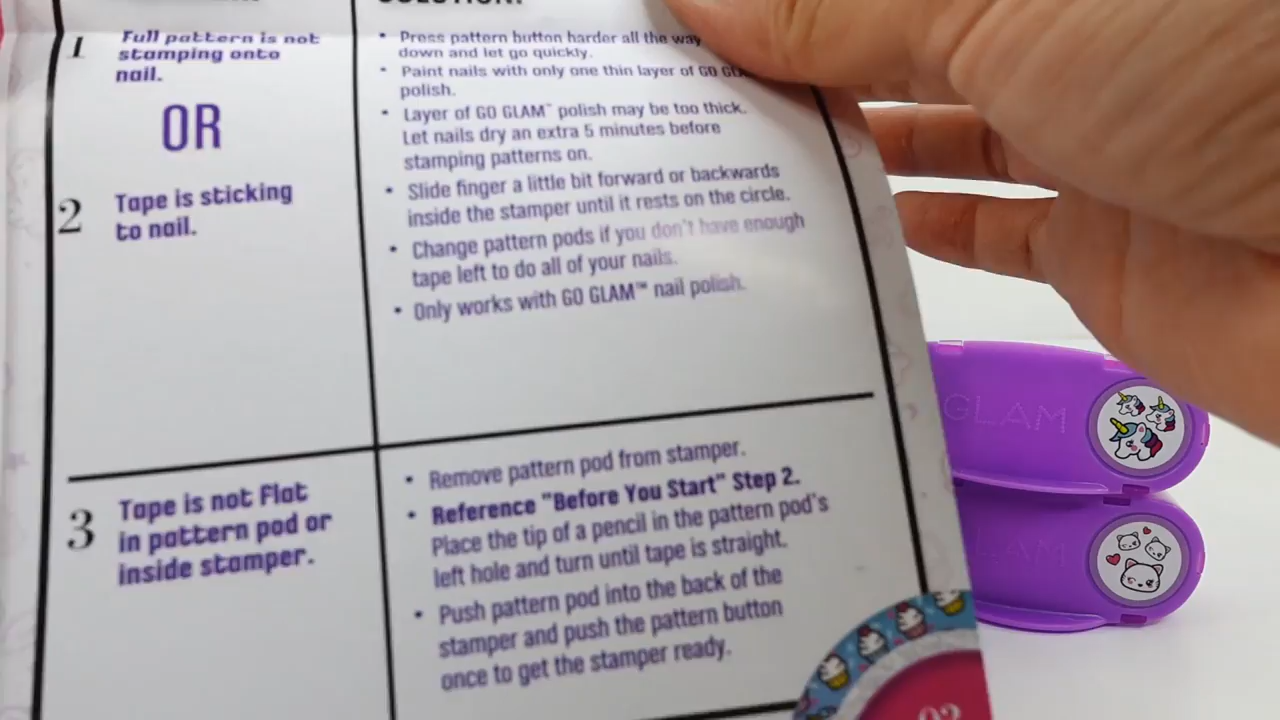 SOLUTION:
1
Full pattern is not
stamping onto
nail.
OR
2
Tape is sticking
to nail.
• Press pattern button harder all the way
down and let go quickly.
• Paint nails with only one thin layer of GO
polish.
• Layer of GO GLAM™ polish may be too thick.
Let nails dry an extra 5 minutes before
stamping patterns on.
• Slide finger a little bit forward or backwards
inside the stamper until it rests on the circle.
• Change pattern pods if you don't have enough
tape left to do all of your nails.
• Only works with GO GLAM™ nail polish.
3
Tape is not Flat
in pattern pod or
inside stamper.
• Remove pattern pod from stamper.
• Reference "Before You Start" Step 2.
Place the tip of a pencil in the pattern pod's
left hole and turn until tape is straight.
• Push pattern pod into the back of the
stamper and push the pattern button
once to get the stamper ready.
GLAM
GLAM